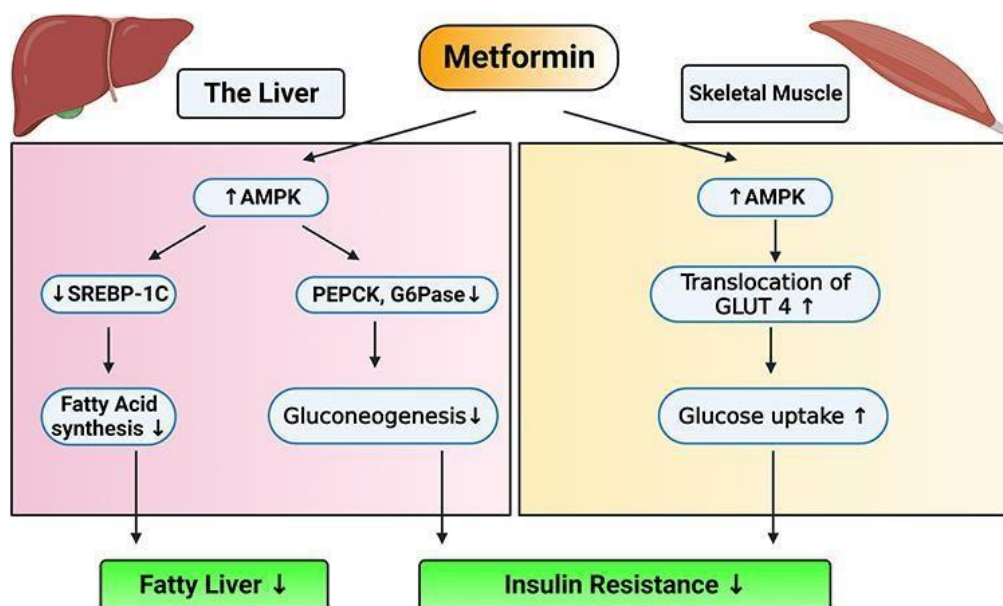 Metformin
The Liver
Skeletal Muscle
↑AMPK
↑AMPK
↓SREBP-1C
PEPCK, G6Pase↓
Translocation of
GLUT 4 ↑
Fatty Acid
synthesis ↓
Gluconeogenesis↓
Glucose uptake ↑
Fatty Liver ↓
Insulin Resistance ↓